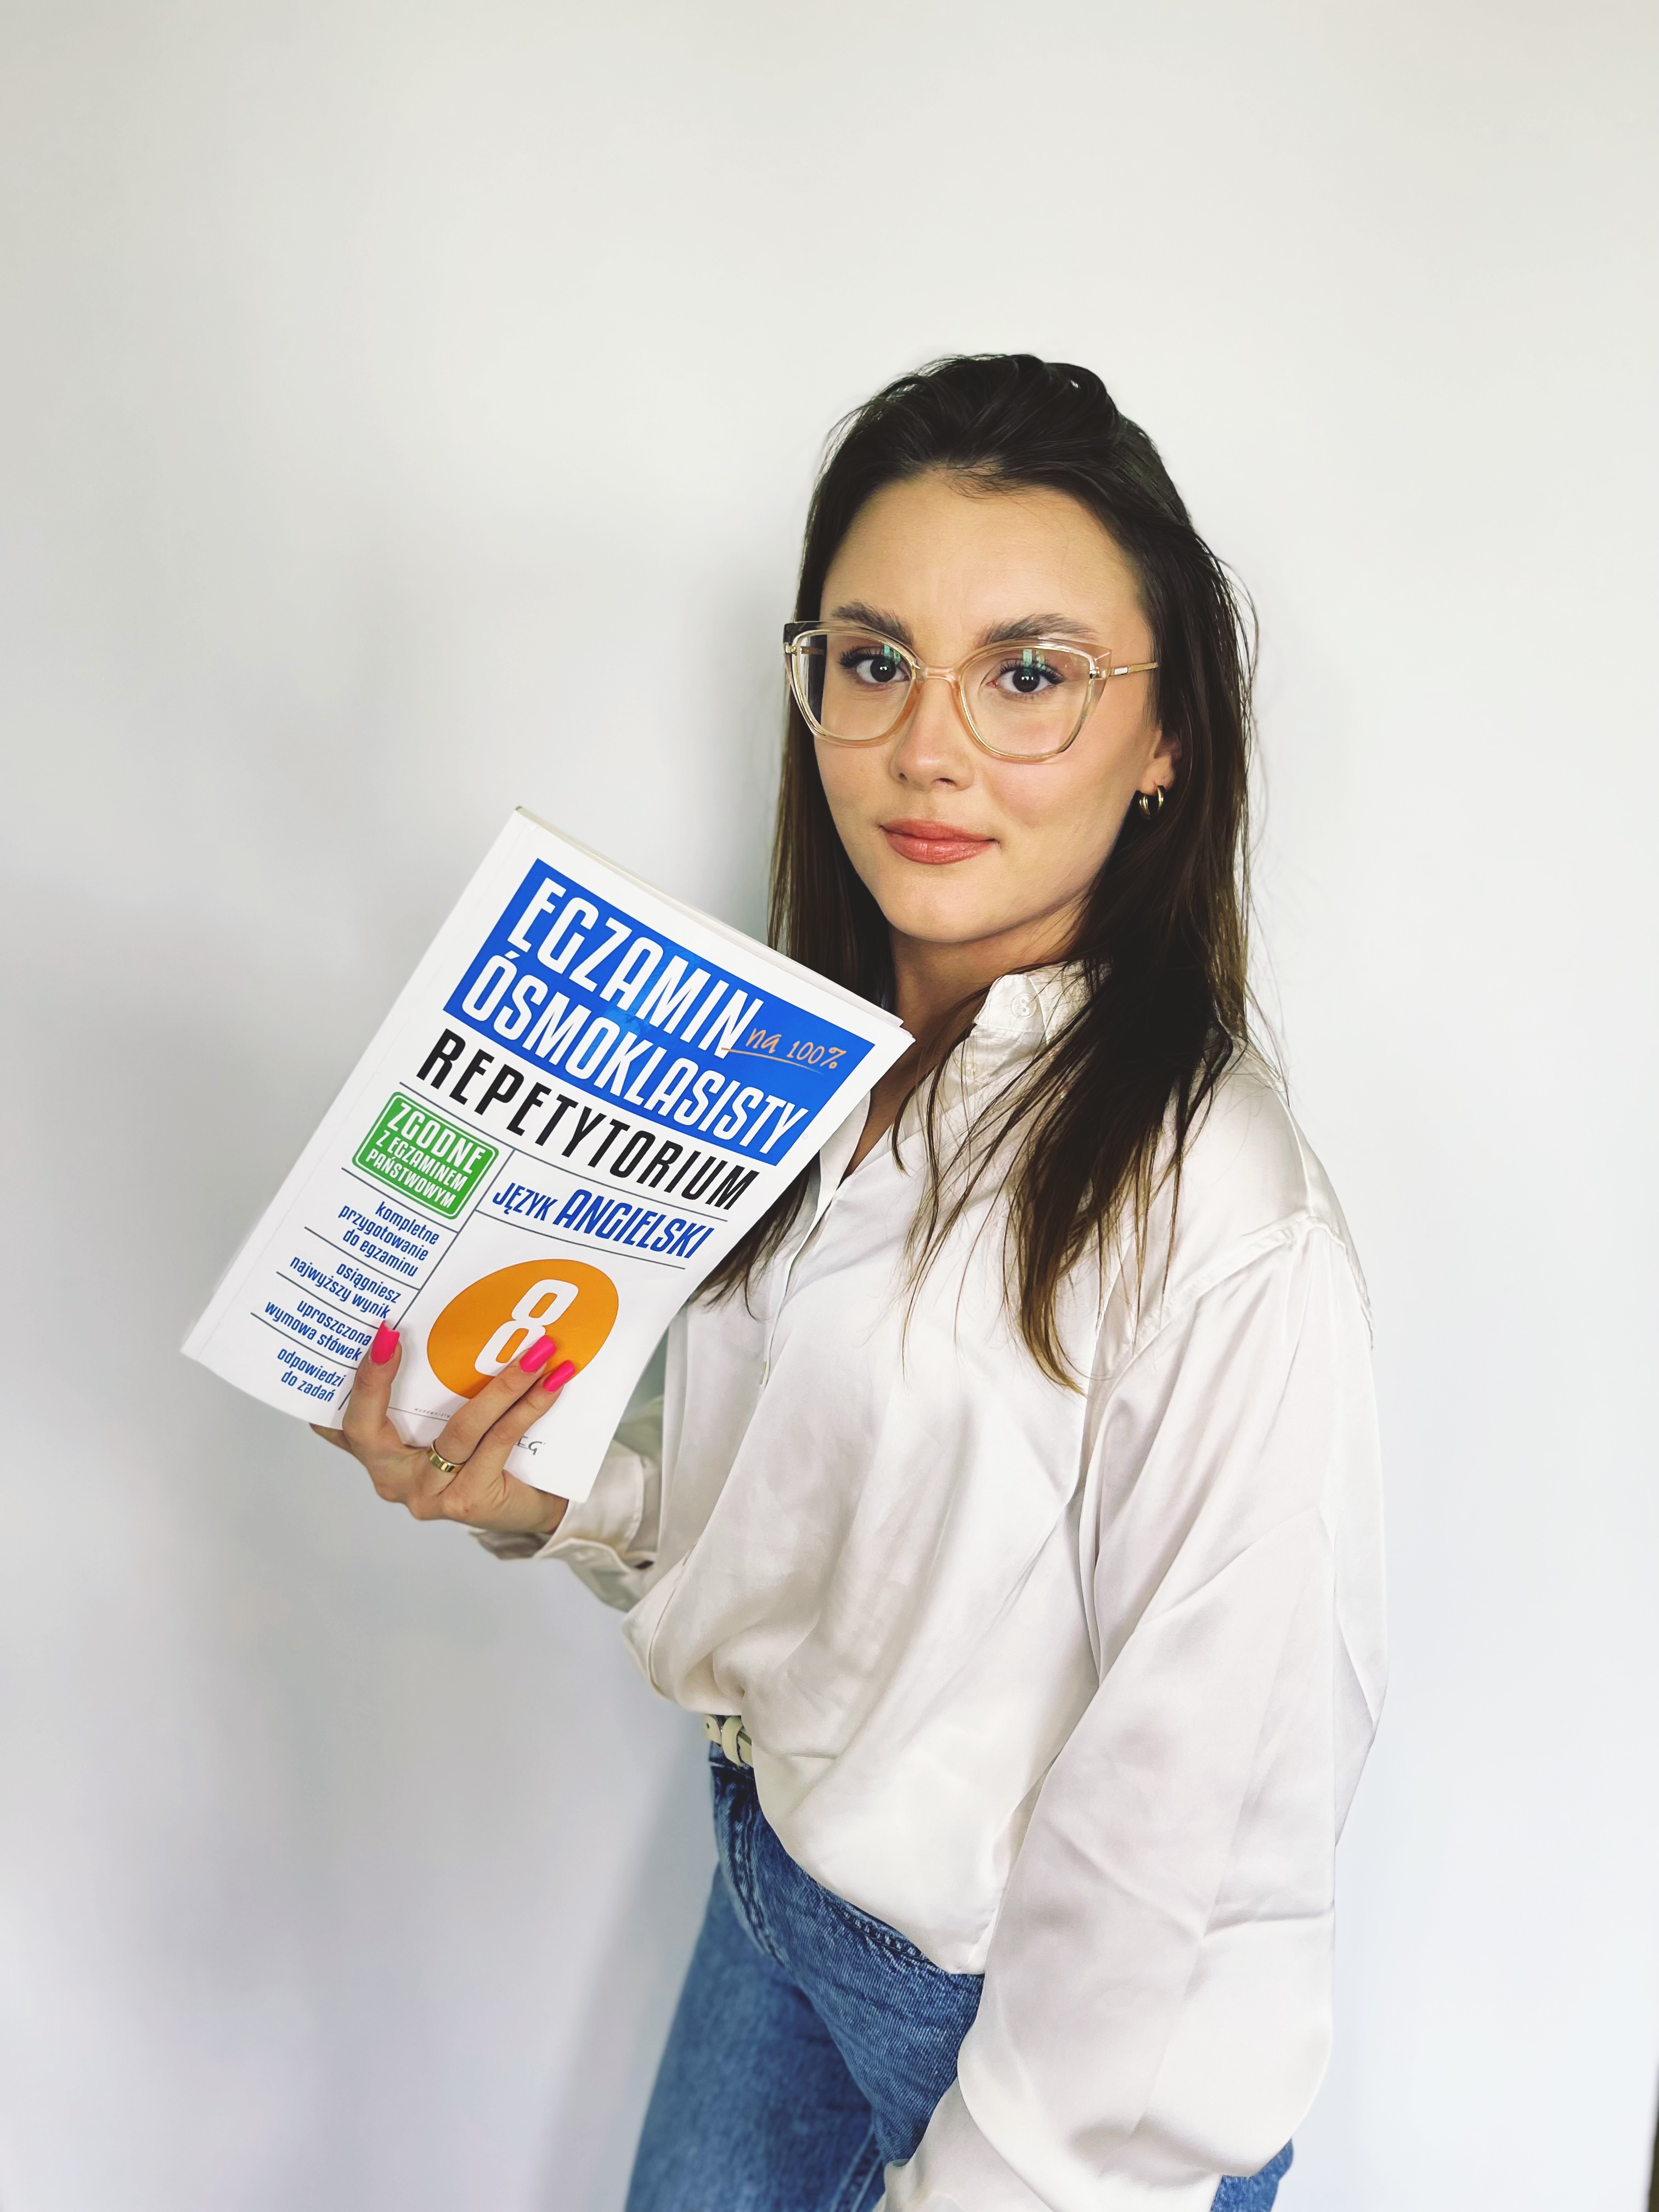 EGZAMIN
na 100%
ÓSMOKLASISTY
REPETYTORIUM
ZGODNE
Z EGZAMINEM
PAŃSTWOWYM
JĘZYK ANGIELSKI
kompletne
przygotowanie
do egzaminu
osiągniesz
najwyższy wynik
uproszczona
wymowa słówek
odpowiedzi
do zadań
8